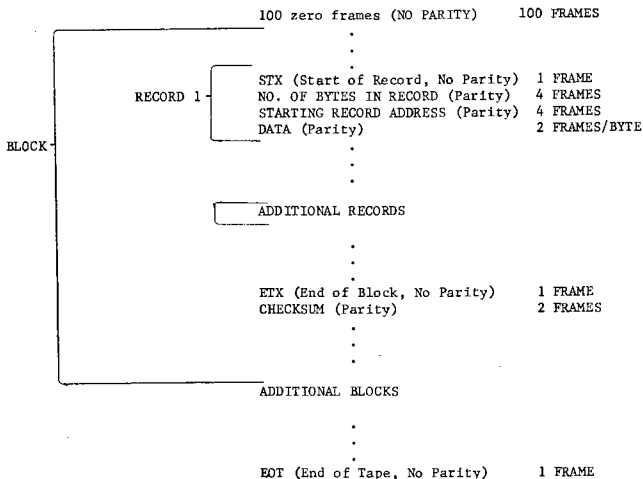 100 zero frames (NO PARITY) 100 FRAMES
STX (Start of Record, No Parity) 1 FRAME
RECORD 1 NO. OF BYTES IN RECORD (Parity) 4 FRAMES
STARTING RECORD ADDRESS (Parity) 4 FRAMES
DATA (Parity) 2 FRAMES/BYTE
BLOCK
ADDITIONAL RECORDS
ETX (End of Block, No Parity) 1 FRAME
CHECKSUM (Parity) 2 FRAMES
ADDITIONAL BLOCKS
EOT (End of Tape, No Parity) 1 FRAME